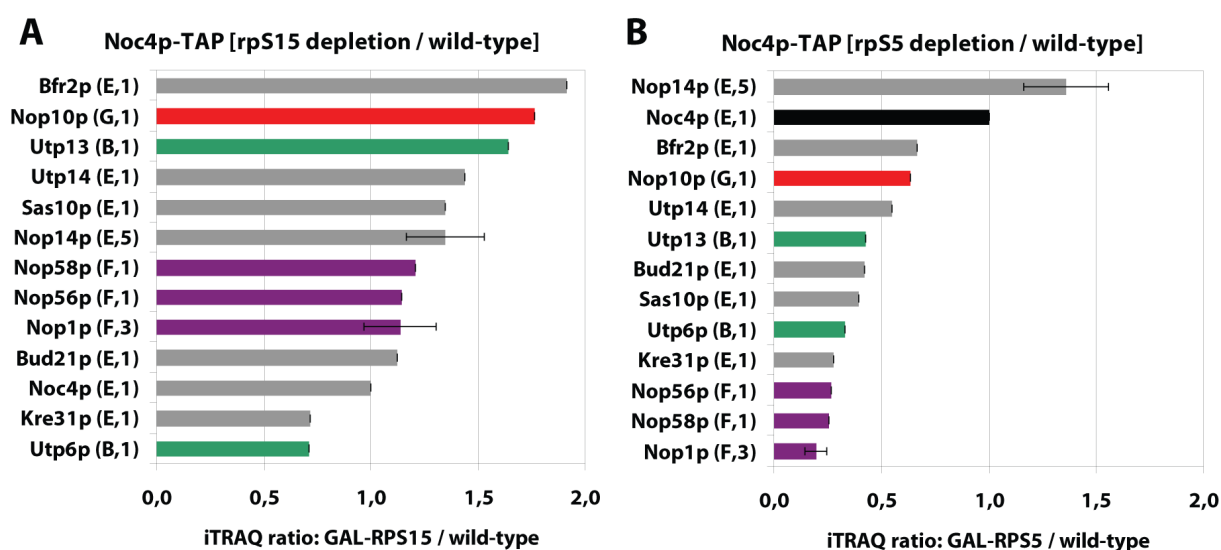 A
Noc4p-TAP [rpS15 depletion / wild-type]
Bfr2p (E,1)
Nop10p (G,1)
Utp13 (B,1)
Utp14 (E,1)
Sas10p (E,1)
Nop14p (E,5)
Nop58p (F,1)
Nop56p (F,1)
Nop1p (F,3)
Bud21p (E,1)
Noc4p (E,1)
Kre31p (E,1)
Utp6p (B,1)
0,0 0,5 1,0 1,5 2,0
iTRAQ ratio: GAL-RPS15 / wild-type
B
Noc4p-TAP [rpS5 depletion / wild-type]
Nop14p (E,5)
Noc4p (E,1)
Bfr2p (E,1)
Nop10p (G,1)
Utp14 (E,1)
Utp13 (B,1)
Bud21p (E,1)
Sas10p (E,1)
Utp6p (B,1)
Kre31p (E,1)
Nop56p (F,1)
Nop58p (F,1)
Nop1p (F,3)
0,0 0,5 1,0 1,5 2,0
iTRAQ ratio: GAL-RPS5 / wild-type